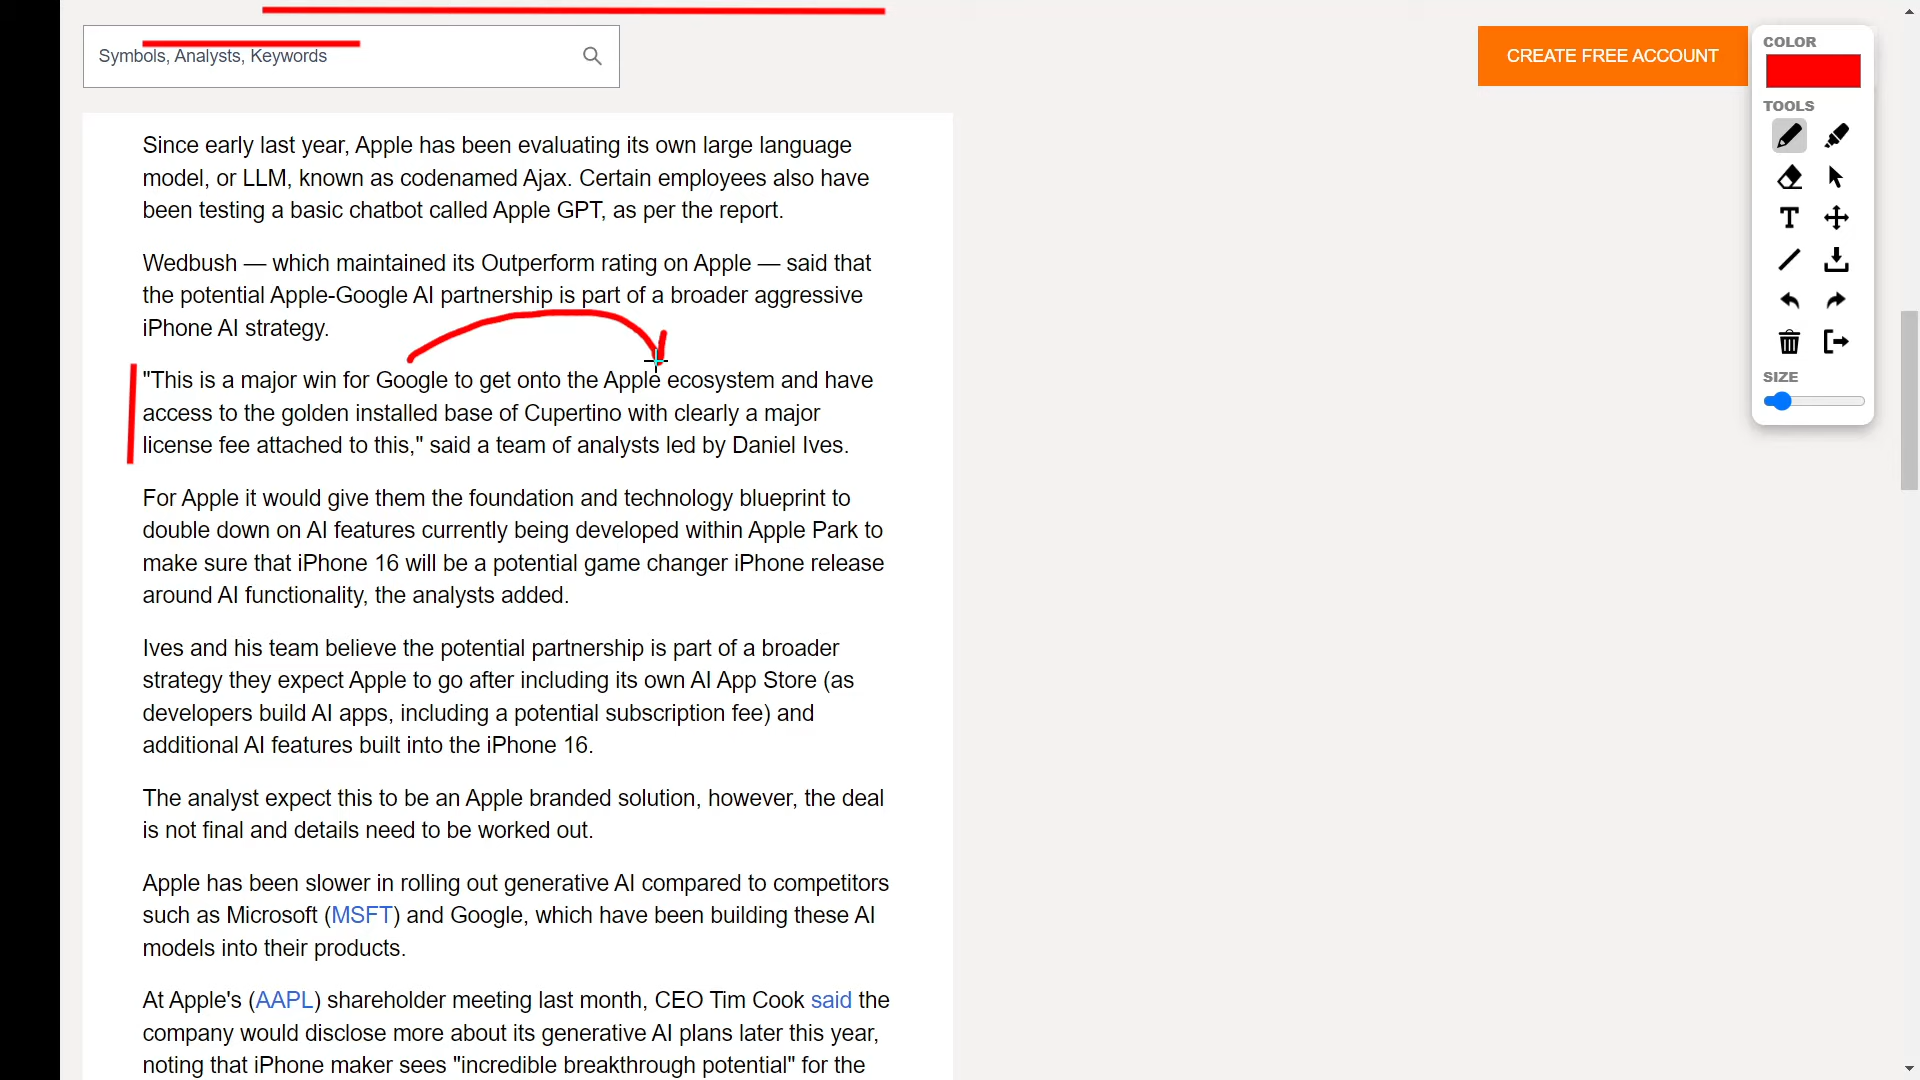 Symbols, Analysts, Keywords
CREATE FREE ACCOUNT
COLOR
TOOLS
SIZE
Since early last year, Apple has been evaluating its own large language
model, or LLM, known as codenamed Ajax. Certain employees also have
been testing a basic chatbot called Apple GPT, as per the report.
Wedbush — which maintained its Outperform rating on Apple — said that
the potential Apple-Google AI partnership is part of a broader aggressive
iPhone AI strategy.
"This is a major win for Google to get onto the Apple ecosystem and have
access to the golden installed base of Cupertino with clearly a major
license fee attached to this," said a team of analysts led by Daniel Ives.
For Apple it would give them the foundation and technology blueprint to
double down on AI features currently being developed within Apple Park to
make sure that iPhone 16 will be a potential game changer iPhone release
around AI functionality, the analysts added.
Ives and his team believe the potential partnership is part of a broader
strategy they expect Apple to go after including its own AI App Store (as
developers build AI apps, including a potential subscription fee) and
additional AI features built into the iPhone 16.
The analyst expect this to be an Apple branded solution, however, the deal
is not final and details need to be worked out.
Apple has been slower in rolling out generative AI compared to competitors
such as Microsoft (MSFT) and Google, which have been building these AI
models into their products.
At Apple's (AAPL) shareholder meeting last month, CEO Tim Cook said the
company would disclose more about its generative AI plans later this year,
noting that iPhone maker sees "incredible breakthrough potential" for the